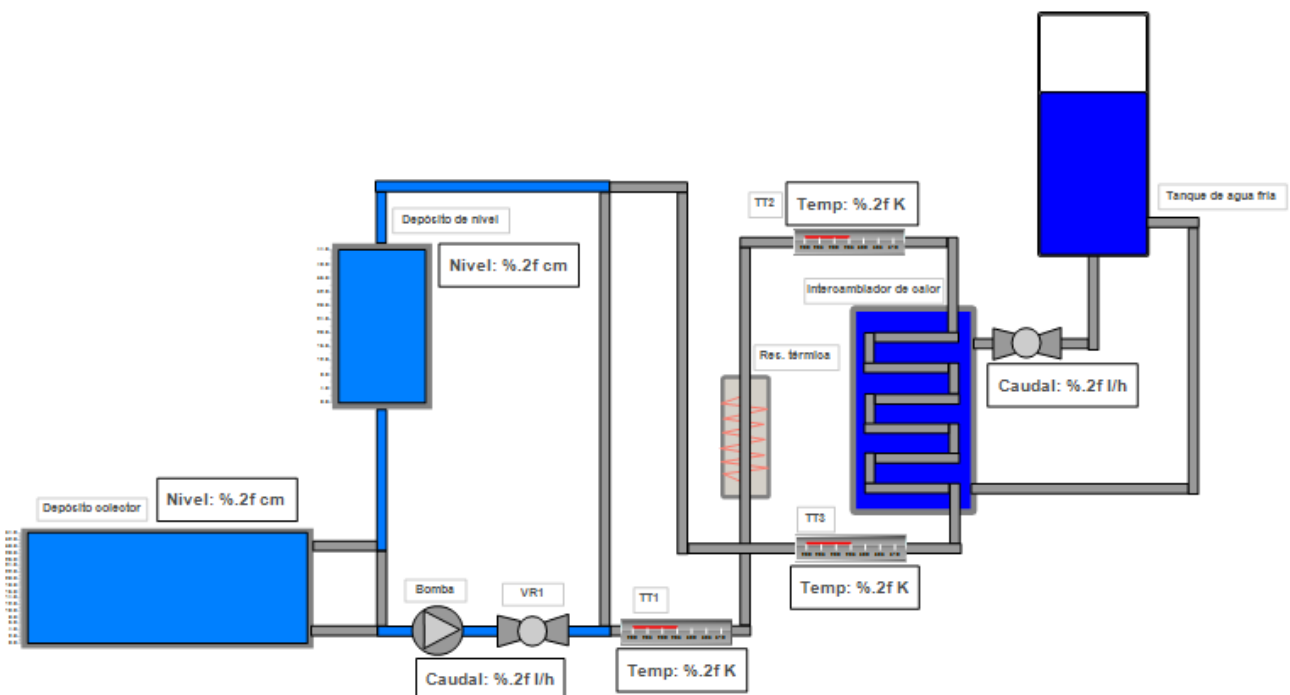 Tanque de agua fria
TT2
Temp: %.2f K
Depósito de nivel
Nivel: %.2f cm
Intercambiador de calor
Res. térmica
Caudal: %.2f l/h
Depósito colector
Nivel: %.2f cm
TT3
Temp: %.2f K
Bomba
VR1
TT1
Caudal: %.2f l/h
Temp: %.2f K